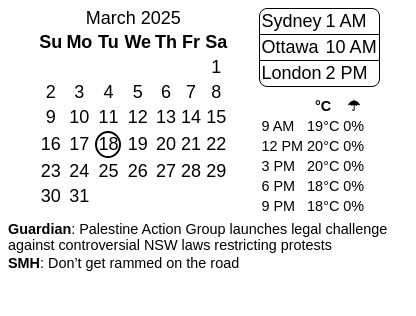 March 2025
Su Mo Tu We Th Fr Sa
1
2 3 4 5 6 7 8
9 10 11 12 13 14 15
16 17 18 19 20 21 22
23 24 25 26 27 28 29
30 31
Sydney 1 AM
Ottawa 10 AM
London 2 PM
°C ☂
9 AM 19°C 0%
12 PM 20°C 0%
3 PM 20°C 0%
6 PM 18°C 0%
9 PM 18°C 0%
Guardian: Palestine Action Group launches legal challenge
against controversial NSW laws restricting protests
SMH: Don’t get rammed on the road